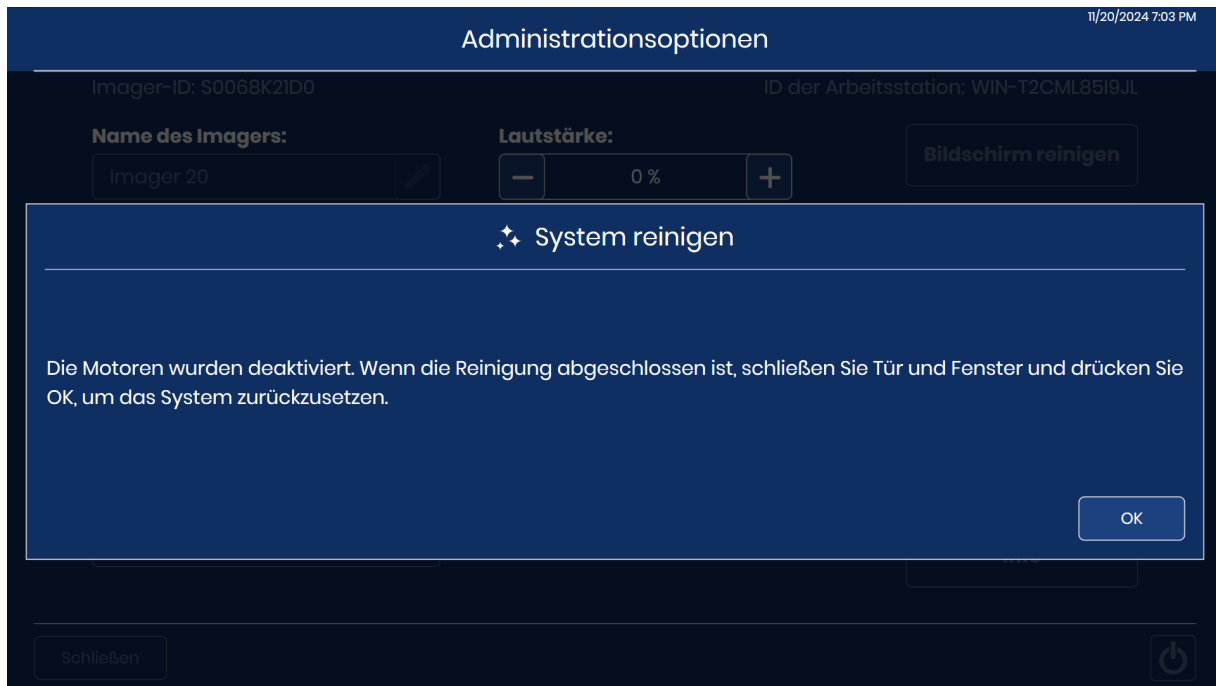 11/20/2024 7:03 PM
Administrationsoptionen
Imager-ID: S0068K21D0
ID der Arbeitsstation: WIN-T2CML85I9JL
Name des Imagers:
Lautstärke:
Bildschirm reinigen
Imager 20
0 %
System reinigen
Die Motoren wurden deaktiviert. Wenn die Reinigung abgeschlossen ist, schließen Sie Tür und Fenster und drücken Sie
OK, um das System zurückzusetzen.
OK
Schließen